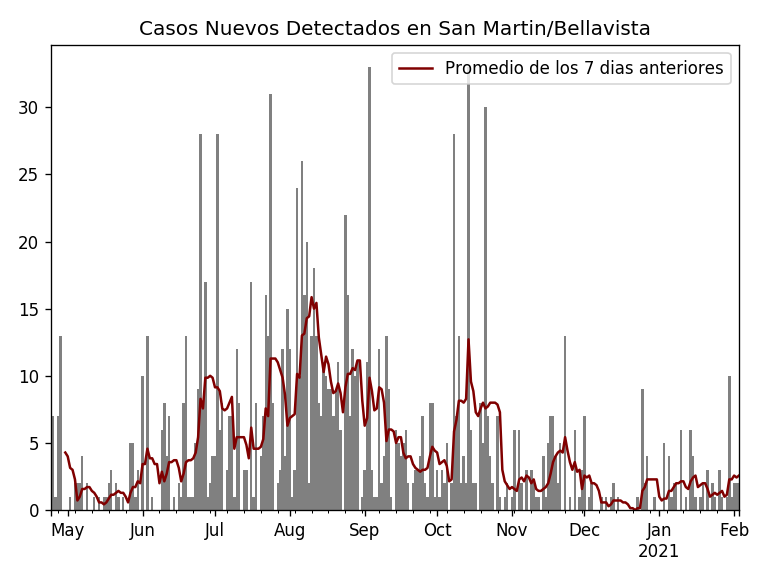 Casos Nuevos Detectados en San Martin/Bellavista
Promedio de los 7 dias anteriores
30
25
20
15
10
5
0
May Jun Jul Aug Sep Oct Nov Dec Jan Feb
2021